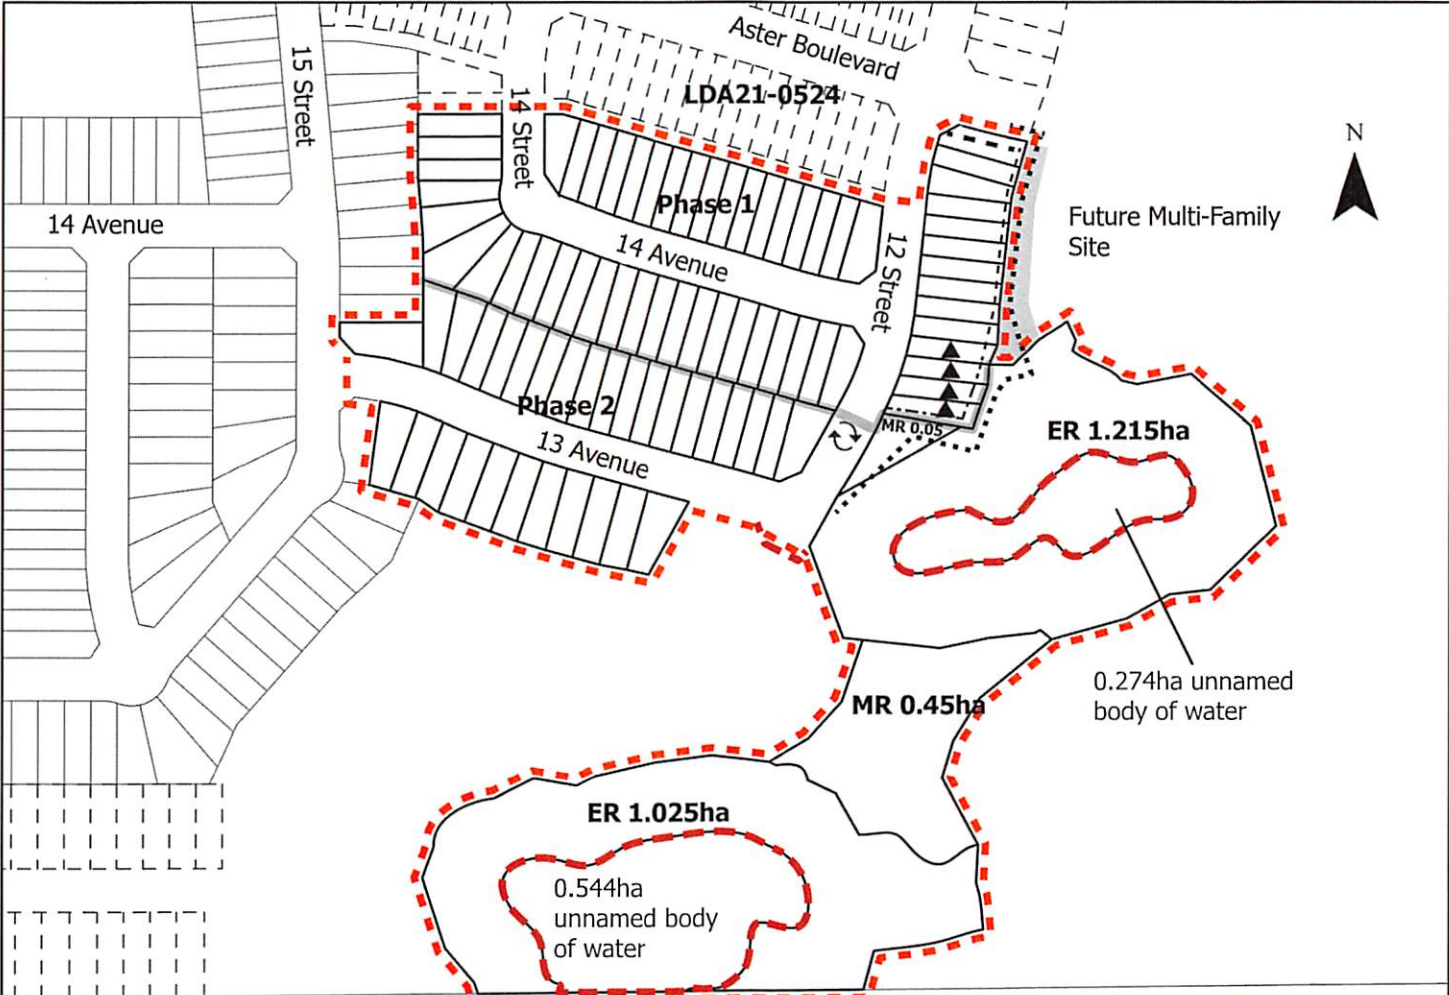 Aster Boulevard
LDA21-0524
15 Street
14 Street
N
Phase 1
14 Avenue
14 Avenue
12 Street
Future Multi-Family
Site
Phase 2
13 Avenue
MR 0.05
ER 1.215ha
0.274ha unnamed
body of water
MR 0.45ha
ER 1.025ha
0.544ha
unnamed body
of water